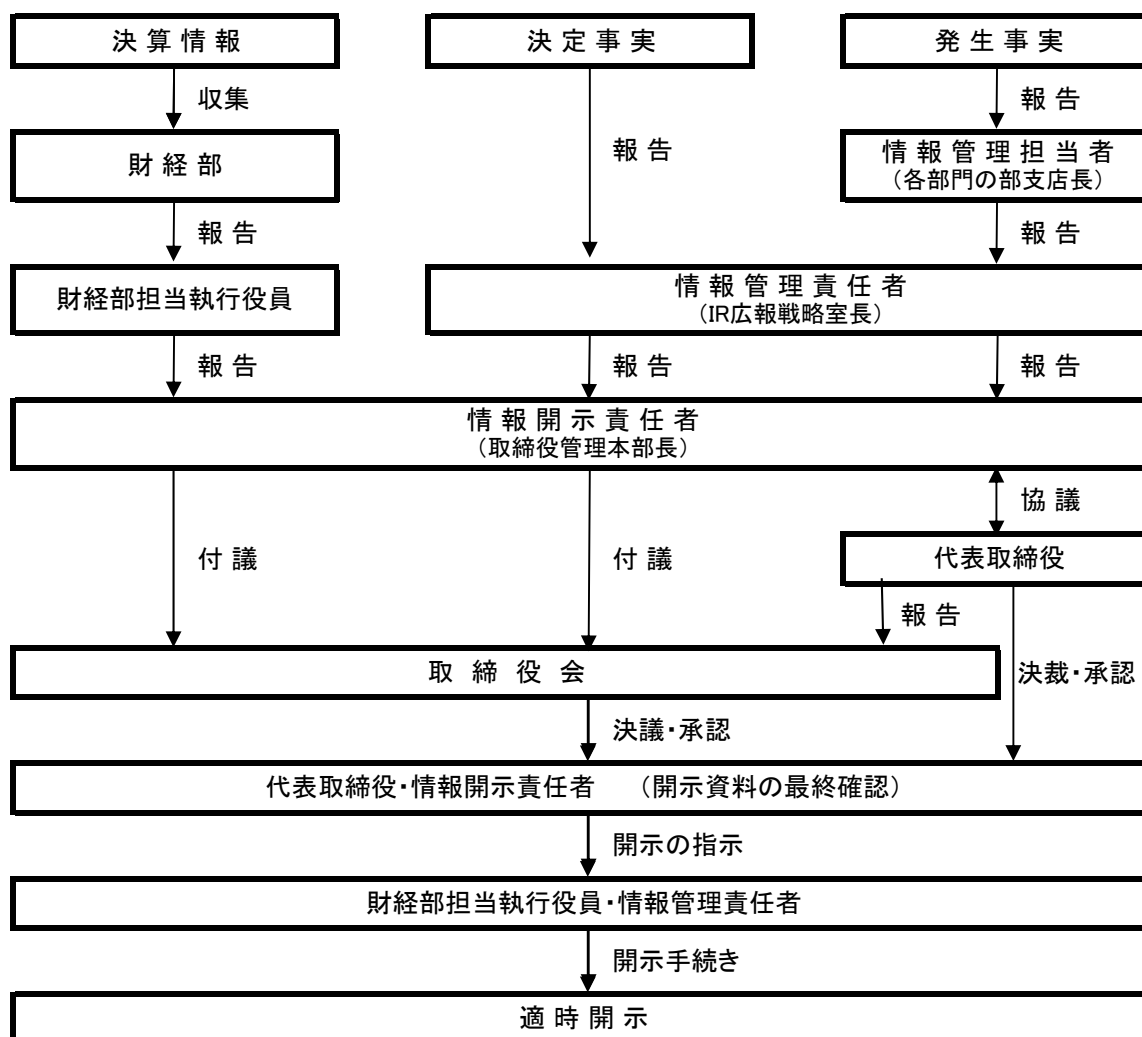 決 算 情 報
決 定 事 実
発 生 事 実
収集
報 告
報 告
財 経 部
情 報 管 理 担 当 者
（各部門の部支店長）
報 告
報 告
財経部担当執行役員
情 報 管 理 責 任 者
（IR広報戦略室長）
報 告
報 告
報 告
情 報 開 示 責 任 者
（取締役管理本部長）
協 議
付 議
付 議
代表取締役
報 告
取 締 役 会
決裁・承認
決議・承認
代表取締役・情報開示責任者　（開示資料の最終確認）
開示の指示
財経部担当執行役員・情報管理責任者
開示手続き
適 時 開 示